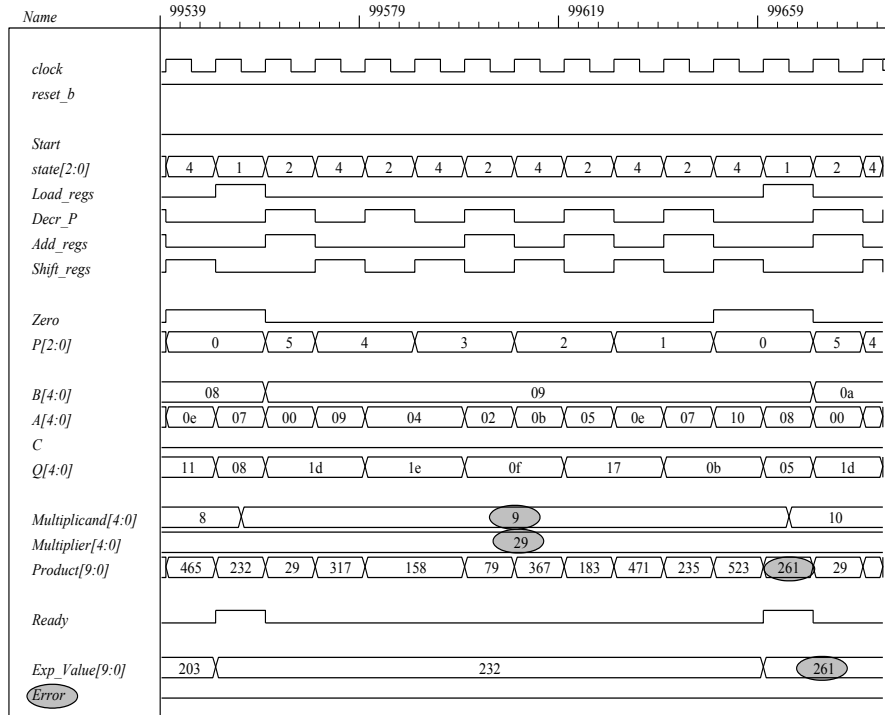 Name 99539 99579 99619 99659
clock
reset_b
Start
state[2:0] 4 1 2 4 2 4 2 4 2 4 2 4 1 2 4
Load_regs
Decr_P
Add_regs
Shift_regs
Zero
P[2:0] 0 5 4 3 2 1 0 5 4
B[4:0] 08 09 0a
A[4:0] 0e 07 00 09 04 02 0b 05 0e 07 10 08 00
C
Q[4:0] 11 08 1d 1e 0f 17 0b 05 1d
Multiplicand[4:0] 8 9 10
Multiplier[4:0] 29
Product[9:0] 465 232 29 317 158 79 367 183 471 235 523 261 29
Ready
Exp_Value[9:0] 203 232 261
Error